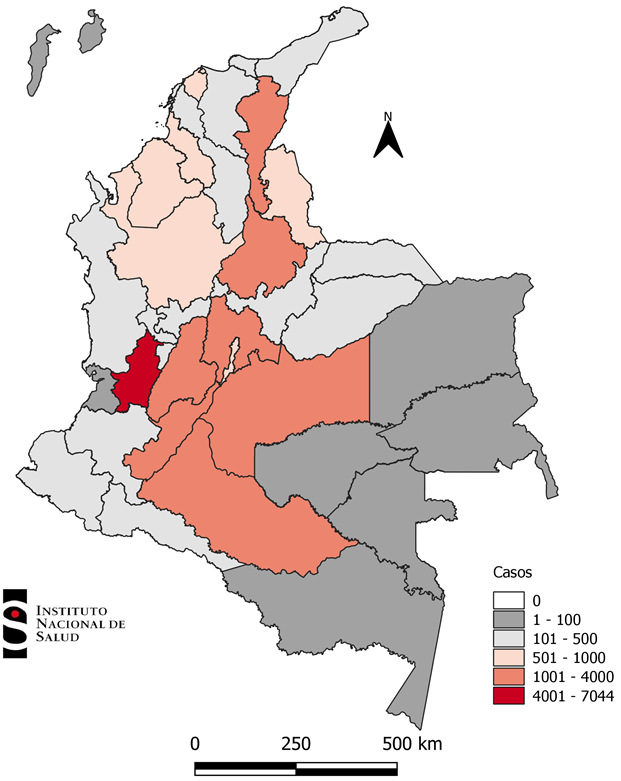 N
Casos
0
1 - 100
101 - 500
501 - 1000
1001 - 4000
4001 - 7044
INSTITUTO
NACIONAL DE
SALUD
0 250 500 km